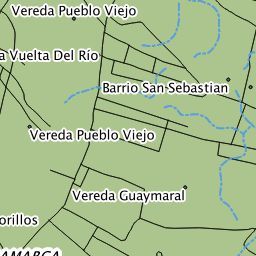 Vereda Pueblo Viejo
a Vuelta Del Río
Barrio San Sebastian
Vereda Pueblo Viejo
Vereda Guaymaral
orillos
AMARCA